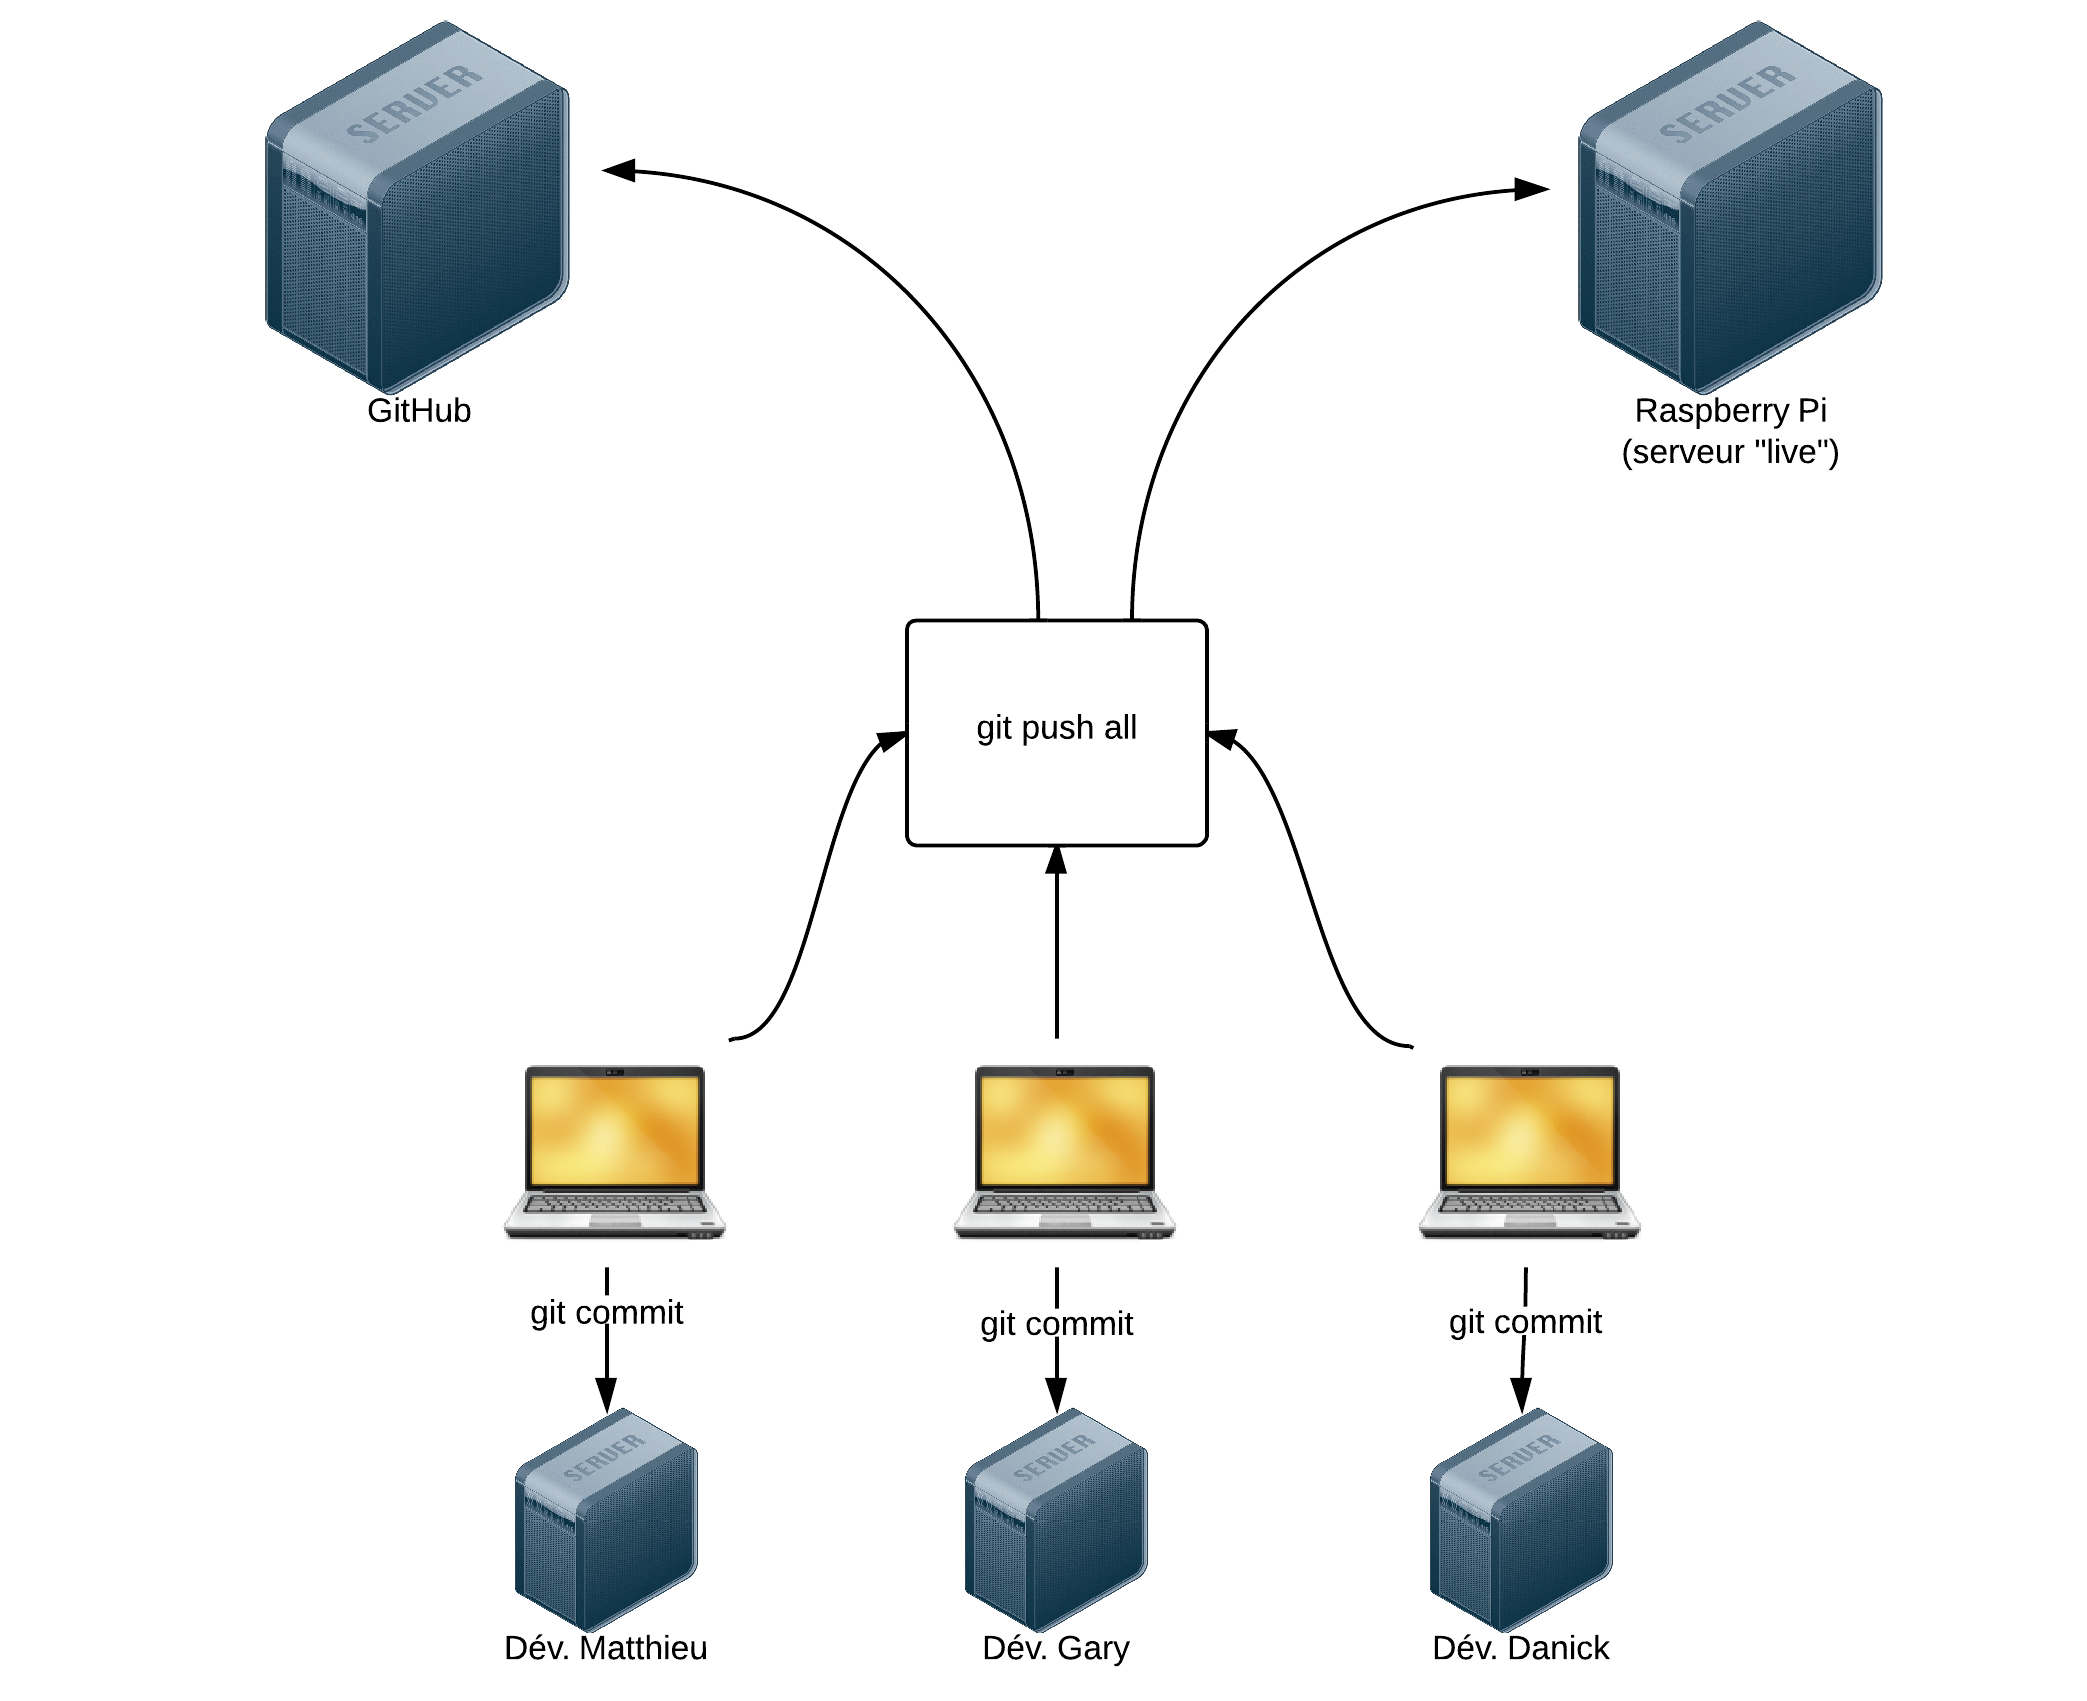 SERVER
SERVER
GitHub
Raspberry Pi
(serveur "live")
git push all
git commit
git commit
git commit
SERVER
SERVER
SERVER
Dév. Matthieu
Dév. Gary
Dév. Danick